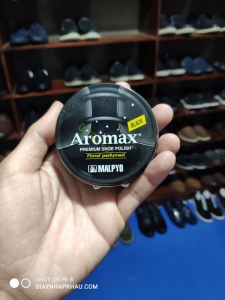 BLACK
Aromax®
PREMIUM SHOE POLISH
Floral perfumed
MALPYO
SHOT ON MI 8
GIAYNHAPKHAU.COM